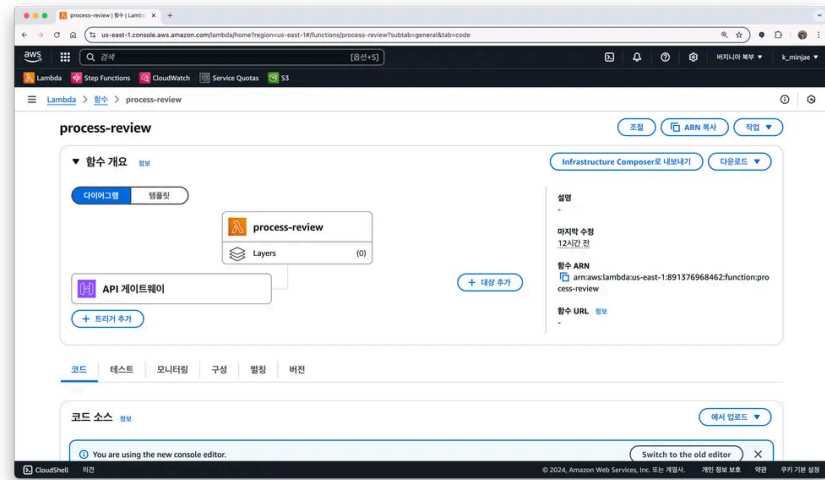 process-review | 함수 | Lamb
us-east-1.console.aws.amazon.com/lambda/home?region=us-east-1#/functions/process-review?subtab=general&tab=code
aws
검색
[옵션+S]
버지니아 북부 ▼
k_minjae ▼
Lambda
Step Functions
CloudWatch
Service Quotas
S3
Lambda > 함수 > process-review
process-review
조절
ARN 복사
작업 ▼
▼ 함수 개요 정보
Infrastructure Composer로 내보내기
다운로드 ▼
다이어그램
템플릿
process-review
Layers (0)
API 게이트웨이
+ 트리거 추가
+ 대상 추가
설명
-
마지막 수정
12시간 전
함수 ARN
arn:aws:lambda:us-east-1:891376968462:function:pro
cess-review
함수 URL 정보
-
코드
테스트
모니터링
구성
별칭
버전
코드 소스 정보
에서 업로드 ▼
You are using the new console editor.
Switch to the old editor
CloudShell
의견
© 2024, Amazon Web Services, Inc. 또는 계열사.
개인 정보 보호
약관
쿠키 기본 설정